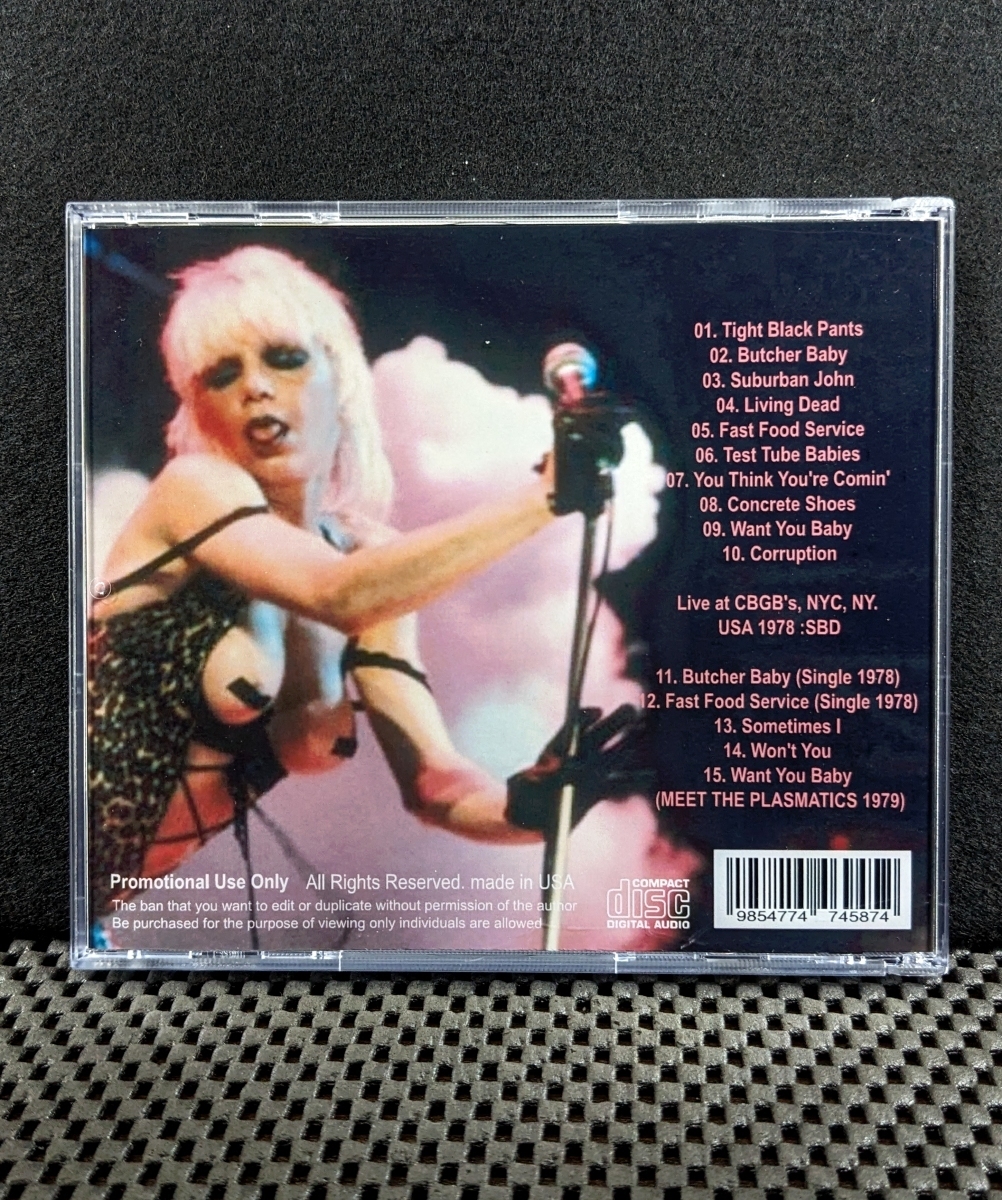 01. Tight Black Pants
02. Butcher Baby
03. Suburban John
04. Living Dead
05. Fast Food Service
06. Test Tube Babies
07. You Think You're Comin'
08. Concrete Shoes
09. Want You Baby
10. Corruption
Live at CBGB's, NYC, NY.
USA 1978 :SBD
11. Butcher Baby (Single 1978)
12. Fast Food Service (Single 1978)
13. Sometimes I
14. Won't You
15. Want You Baby
(MEET THE PLASMATICS 1979)
Promotional Use Only All Rights Reserved. made in USA
The ban that you want to edit or duplicate without permission of the author
Be purchased for the purpose of viewing only individuals are allowed
COMPACT
disc
DIGITAL AUDIO
9854774 745874